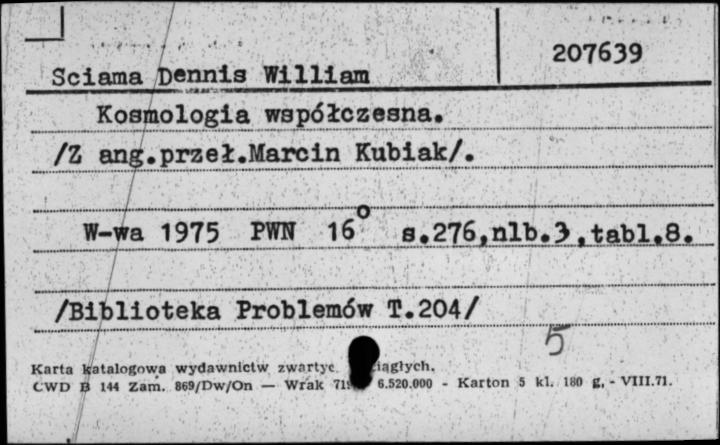 207639
Sciama Dennis William
Kosmologia współczesna.
/Z ang.przeł.Marcin Kubiak/.
W-wa 1975 PWN 16° s.276,nlb.3,tabl.8.
/Biblioteka Problemów T.204/
5
Karta katalogowa wydawnictw zwartyc ciągłych.
CWD B 144 Zam. 869/Dw/On — Wrak 71 6.520.000 - Karton 5 kl. 180 g, - VIII.71.